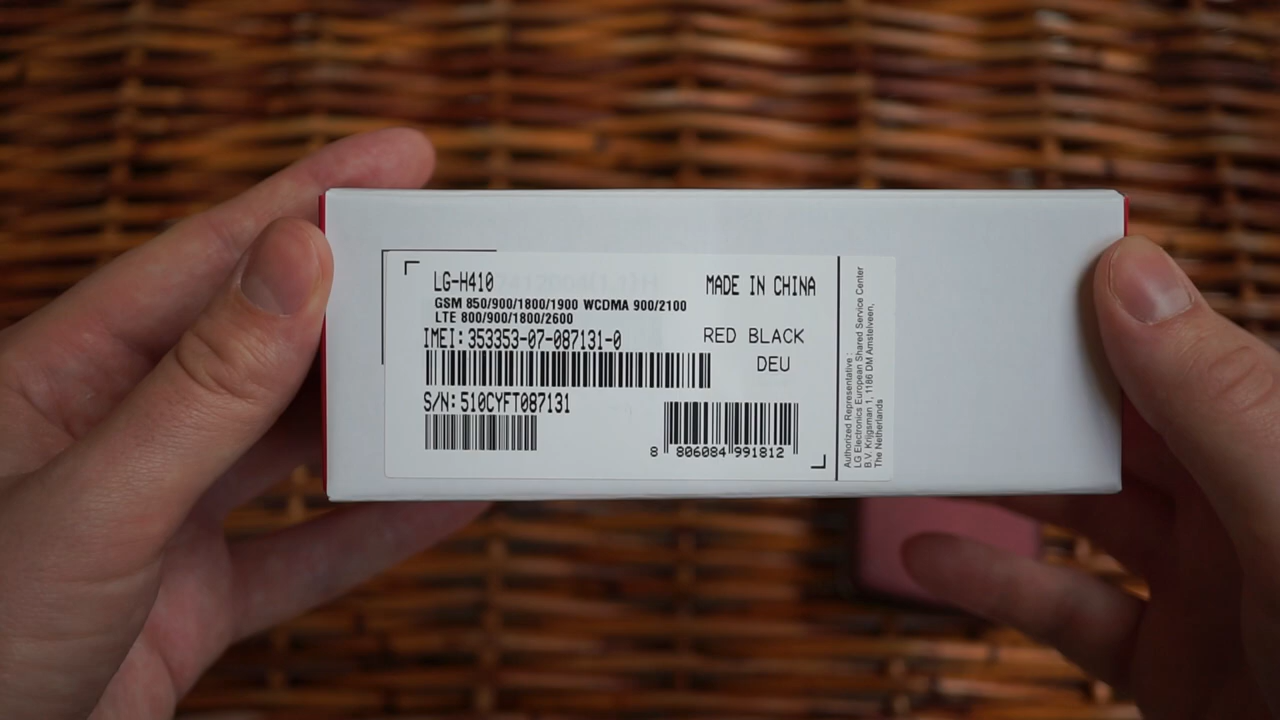 LG-H410
MADE IN CHINA
GSM 850/900/1800/1900 WCDMA 900/2100
LTE 800/900/1800/2600
IMEI:353353-07-087131-0
RED BLACK
DEU
S/N:510CYFT087131
8 806084 991812
Authorized Representative :
LG Electronics European Shared Service Center
B.V. Krijgsman 1, 1186 DM Amstelveen,
The Netherlands